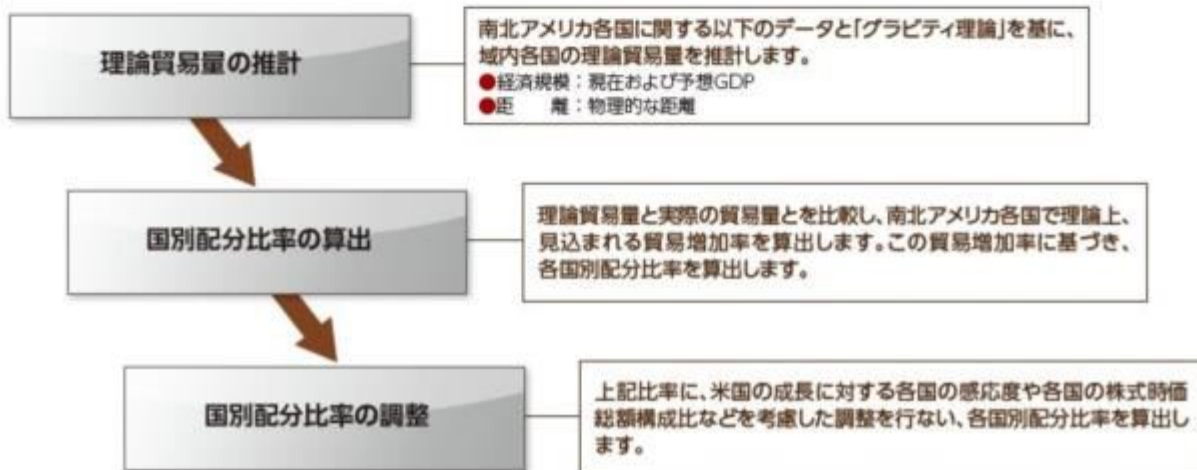 理論貿易量の推計
南北アメリカ各国に関する以下のデータと「グラビティ理論」を基に、
域内各国の理論貿易量を推計します。
●経済規模：現在および予想GDP
●距　　離：物理的な距離
国別配分比率の算出
理論貿易量と実際の貿易量とを比較し、南北アメリカ各国で理論上、
見込まれる貿易増加率を算出します。この貿易増加率に基づき、
各国別配分比率を算出します。
国別配分比率の調整
上記比率に、米国の成長に対する各国の感応度や各国の株式時価
総額構成比などを考慮した調整を行ない、各国別配分比率を算出し
ます。